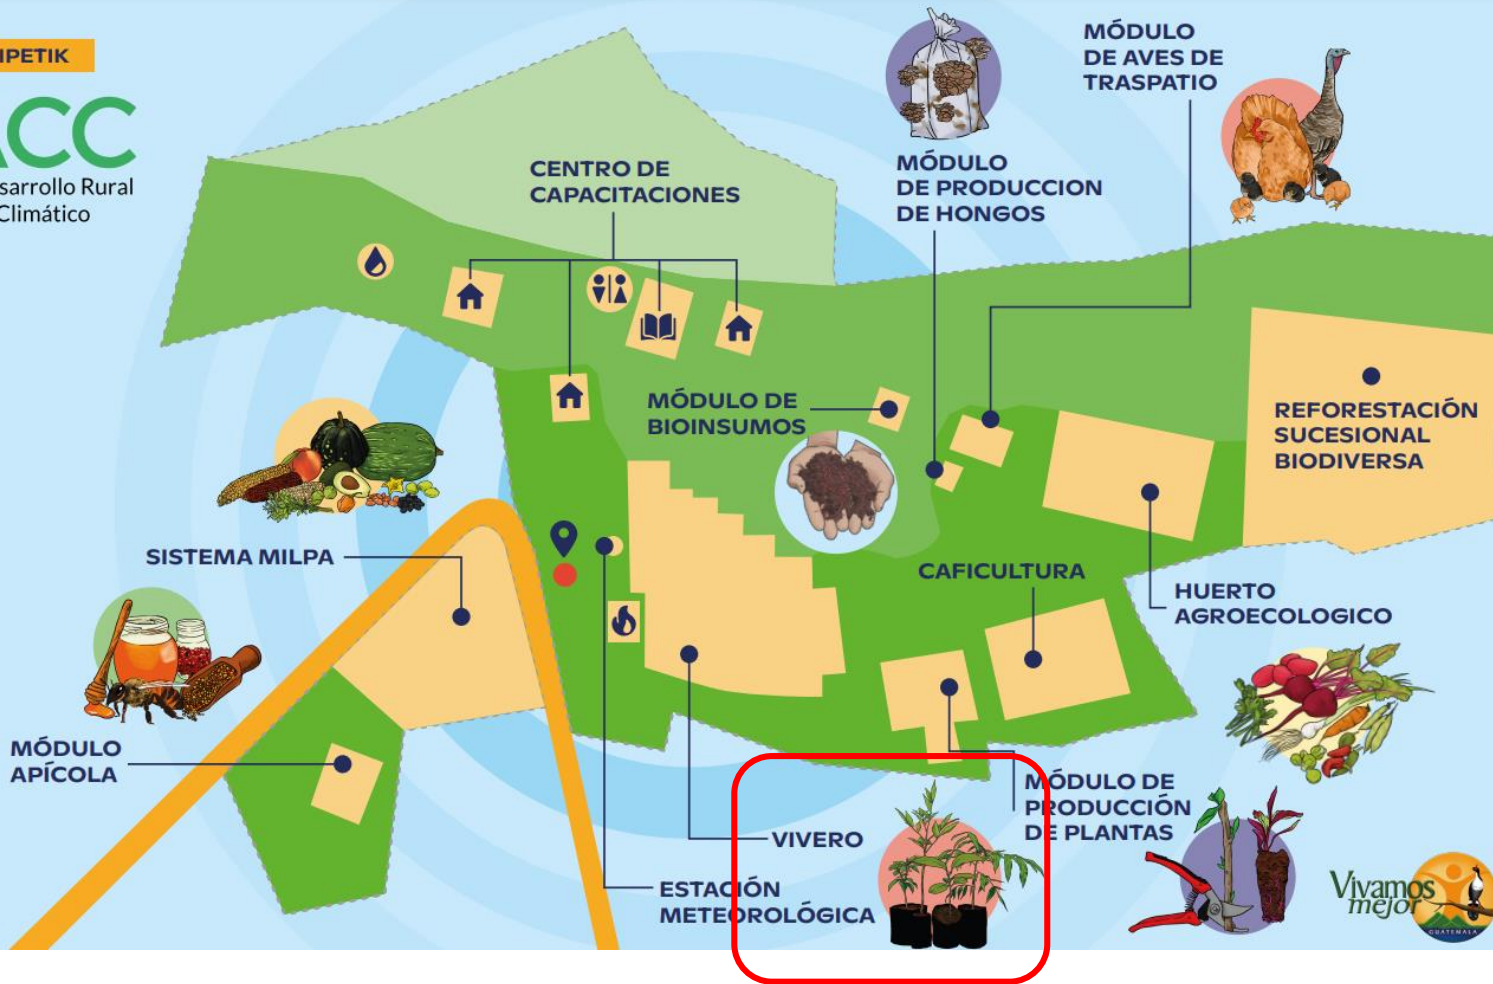 IPETIK
ACC
sarrollo Rural
Climático
CENTRO DE
CAPACITACIONES
MÓDULO
DE PRODUCCION
DE HONGOS
MÓDULO
DE AVES DE
TRASPATIO
MÓDULO DE
BIOINSUMOS
REFORESTACIÓN
SUCESIONAL
BIODIVERSA
SISTEMA MILPA
CAFICULTURA
HUERTO
AGROECOLOGICO
MÓDULO
APÍCOLA
MÓDULO DE
PRODUCCIÓN
DE PLANTAS
VIVERO
ESTACIÓN
METEOROLÓGICA
Vivamos
mejor
GUATEMALA